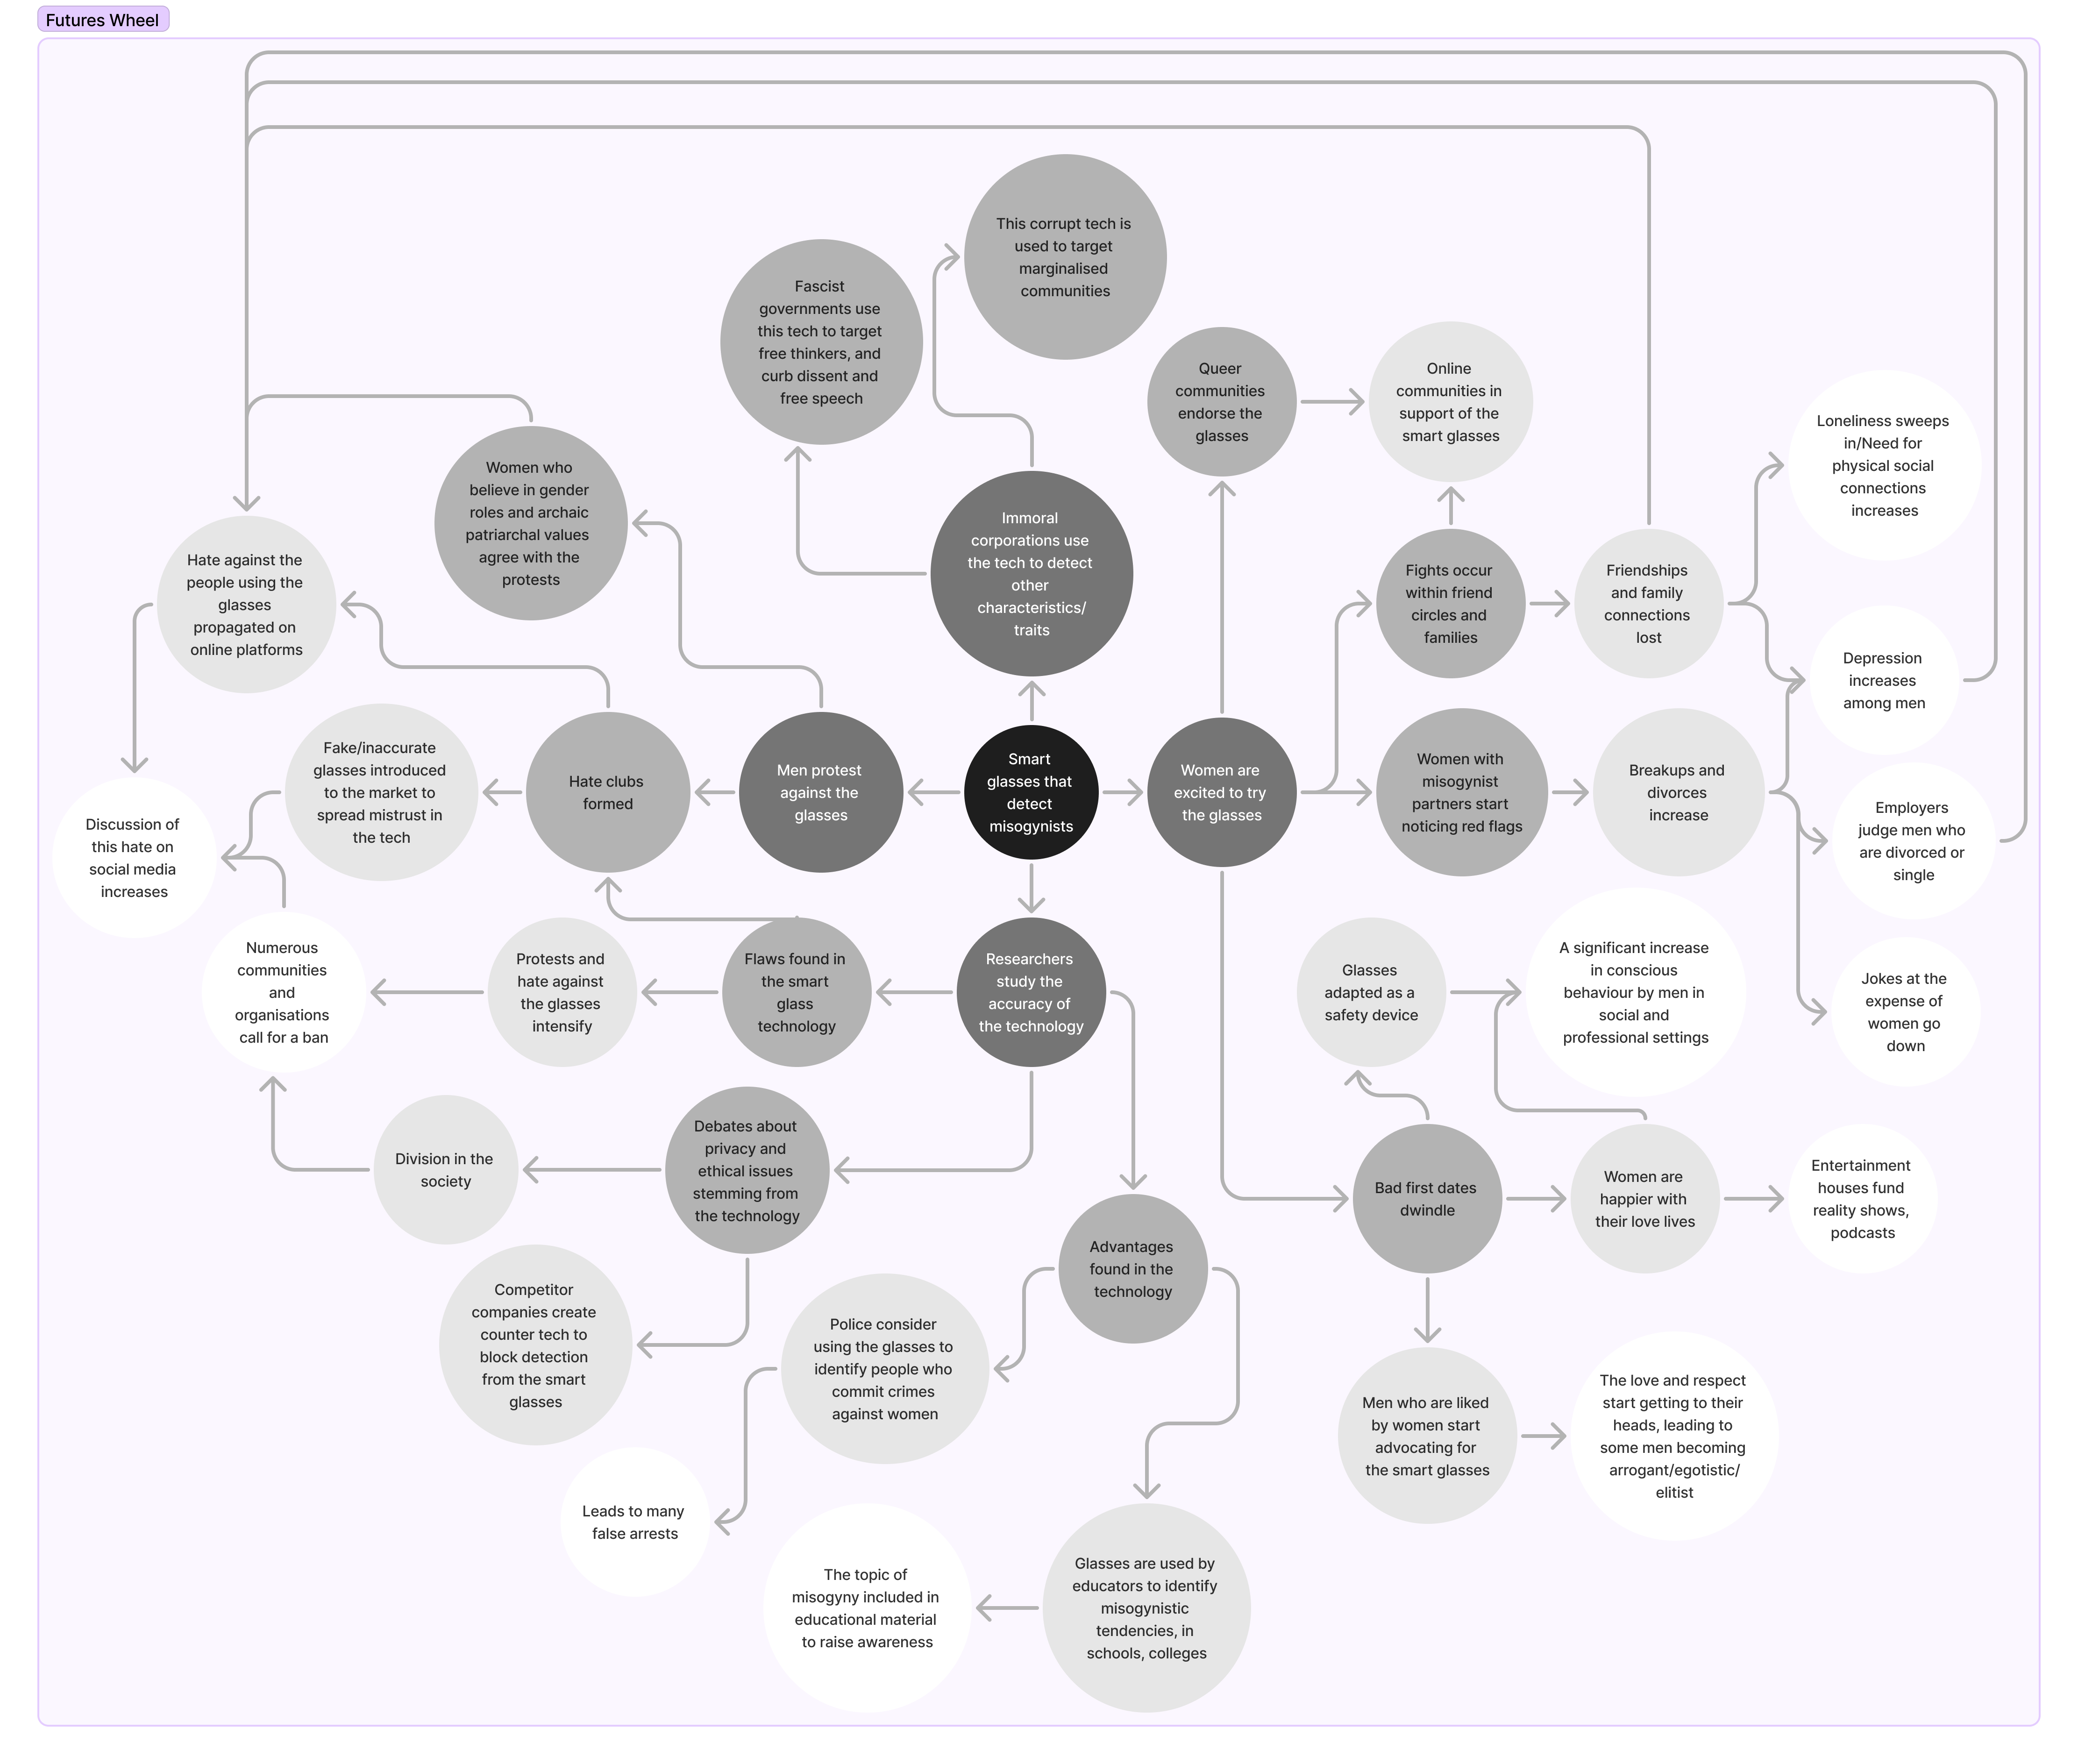 Futures Wheel
This corrupt tech is
used to target
marginalised
communities
Fascist
governments use
this tech to target
free thinkers, and
curb dissent and
free speech
Queer
communities
endorse the
glasses
Online
communities in
support of the
smart glasses
Loneliness sweeps
in/Need for
physical social
connections
increases
Women who
believe in gender
roles and archaic
patriarchal values
agree with the
protests
Immoral
corporations use
the tech to detect
other
characteristics/
traits
Hate against the
people using the
glasses
propagated on
online platforms
Fights occur
within friend
circles and
families
Friendships
and family
connections
lost
Depression
increases
among men
Fake/inaccurate
glasses introduced
to the market to
spread mistrust in
the tech
Hate clubs
formed
Men protest
against the
glasses
Smart
glasses that
detect
misogynists
Women are
excited to try
the glasses
Women with
misogynist
partners start
noticing red flags
Breakups and
divorces
increase
Employers
judge men who
are divorced or
single
Discussion of
this hate on
social media
increases
Numerous
communities
and
organisations
call for a ban
Protests and
hate against
the glasses
intensify
Flaws found in
the smart
glass
technology
Researchers
study the
accuracy of
the technology
Glasses
adapted as a
safety device
A significant increase
in conscious
behaviour by men in
social and
professional settings
Jokes at the
expense of
women go
down
Division in the
society
Debates about
privacy and
ethical issues
stemming from
the technology
Bad first dates
dwindle
Women are
happier with
their love lives
Entertainment
houses fund
reality shows,
podcasts
Advantages
found in the
technology
Competitor
companies create
counter tech to
block detection
from the smart
glasses
Police consider
using the glasses to
identify people who
commit crimes
against women
Men who are liked
by women start
advocating for
the smart glasses
The love and respect
start getting to their
heads, leading to
some men becoming
arrogant/egotistic/
elitist
Leads to many
false arrests
The topic of
misogyny included in
educational material
to raise awareness
Glasses are used by
educators to identify
misogynistic
tendencies, in
schools, colleges